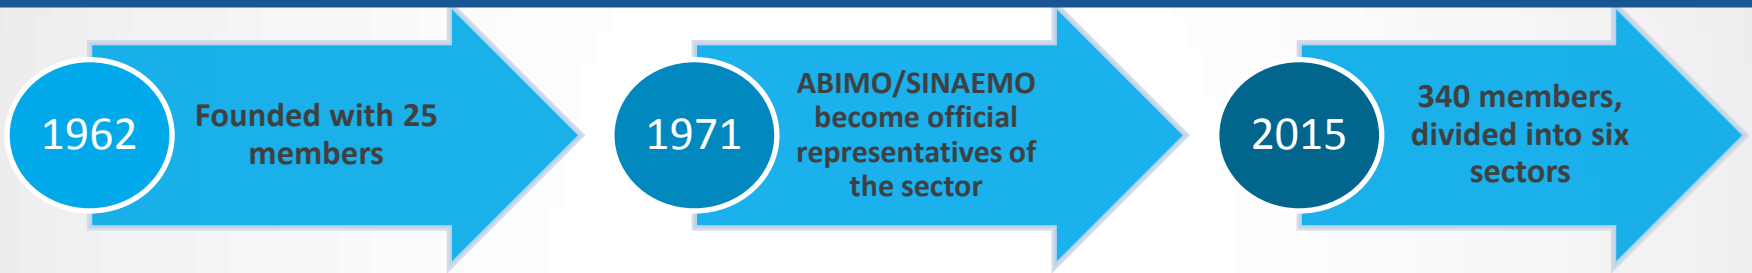 1962
Founded with 25
members
1971
ABIMO/SINAEMO
become official
representatives of
the sector
2015
340 members,
divided into six
sectors